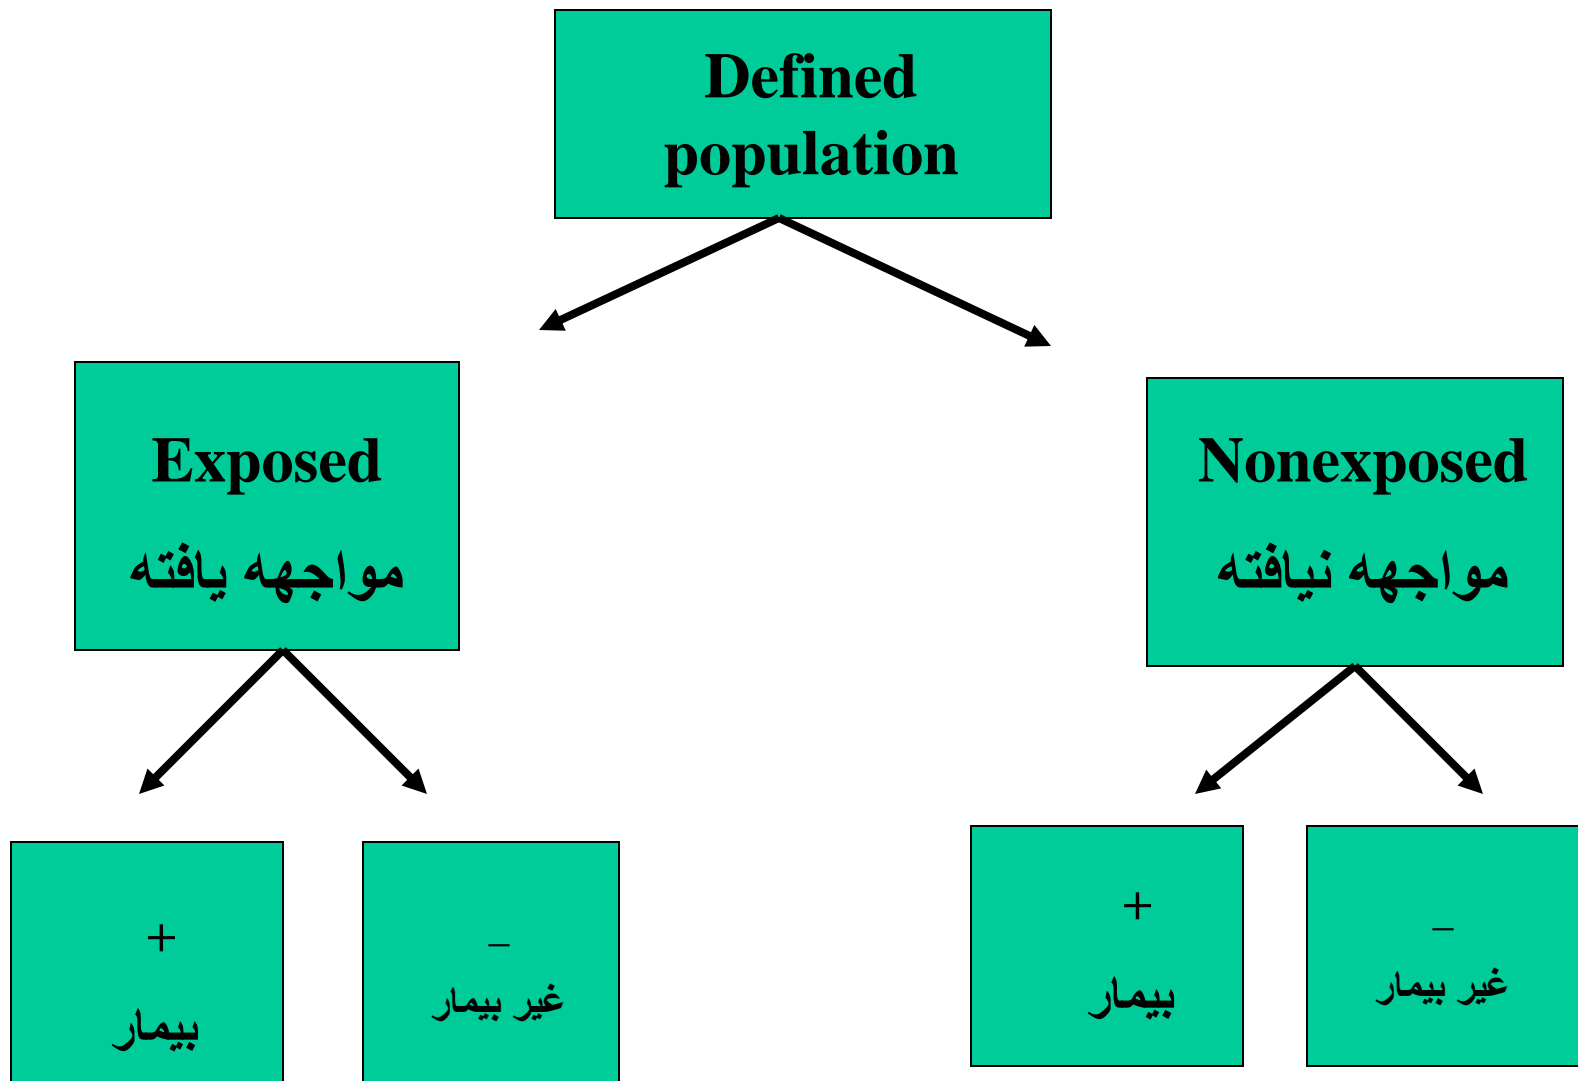 Defined
population
Exposed
مواجهه یافته
Nonexposed
مواجهه نیافته
+
بیمار
–
غیر بیمار
+
بیمار
–
غیر بیمار